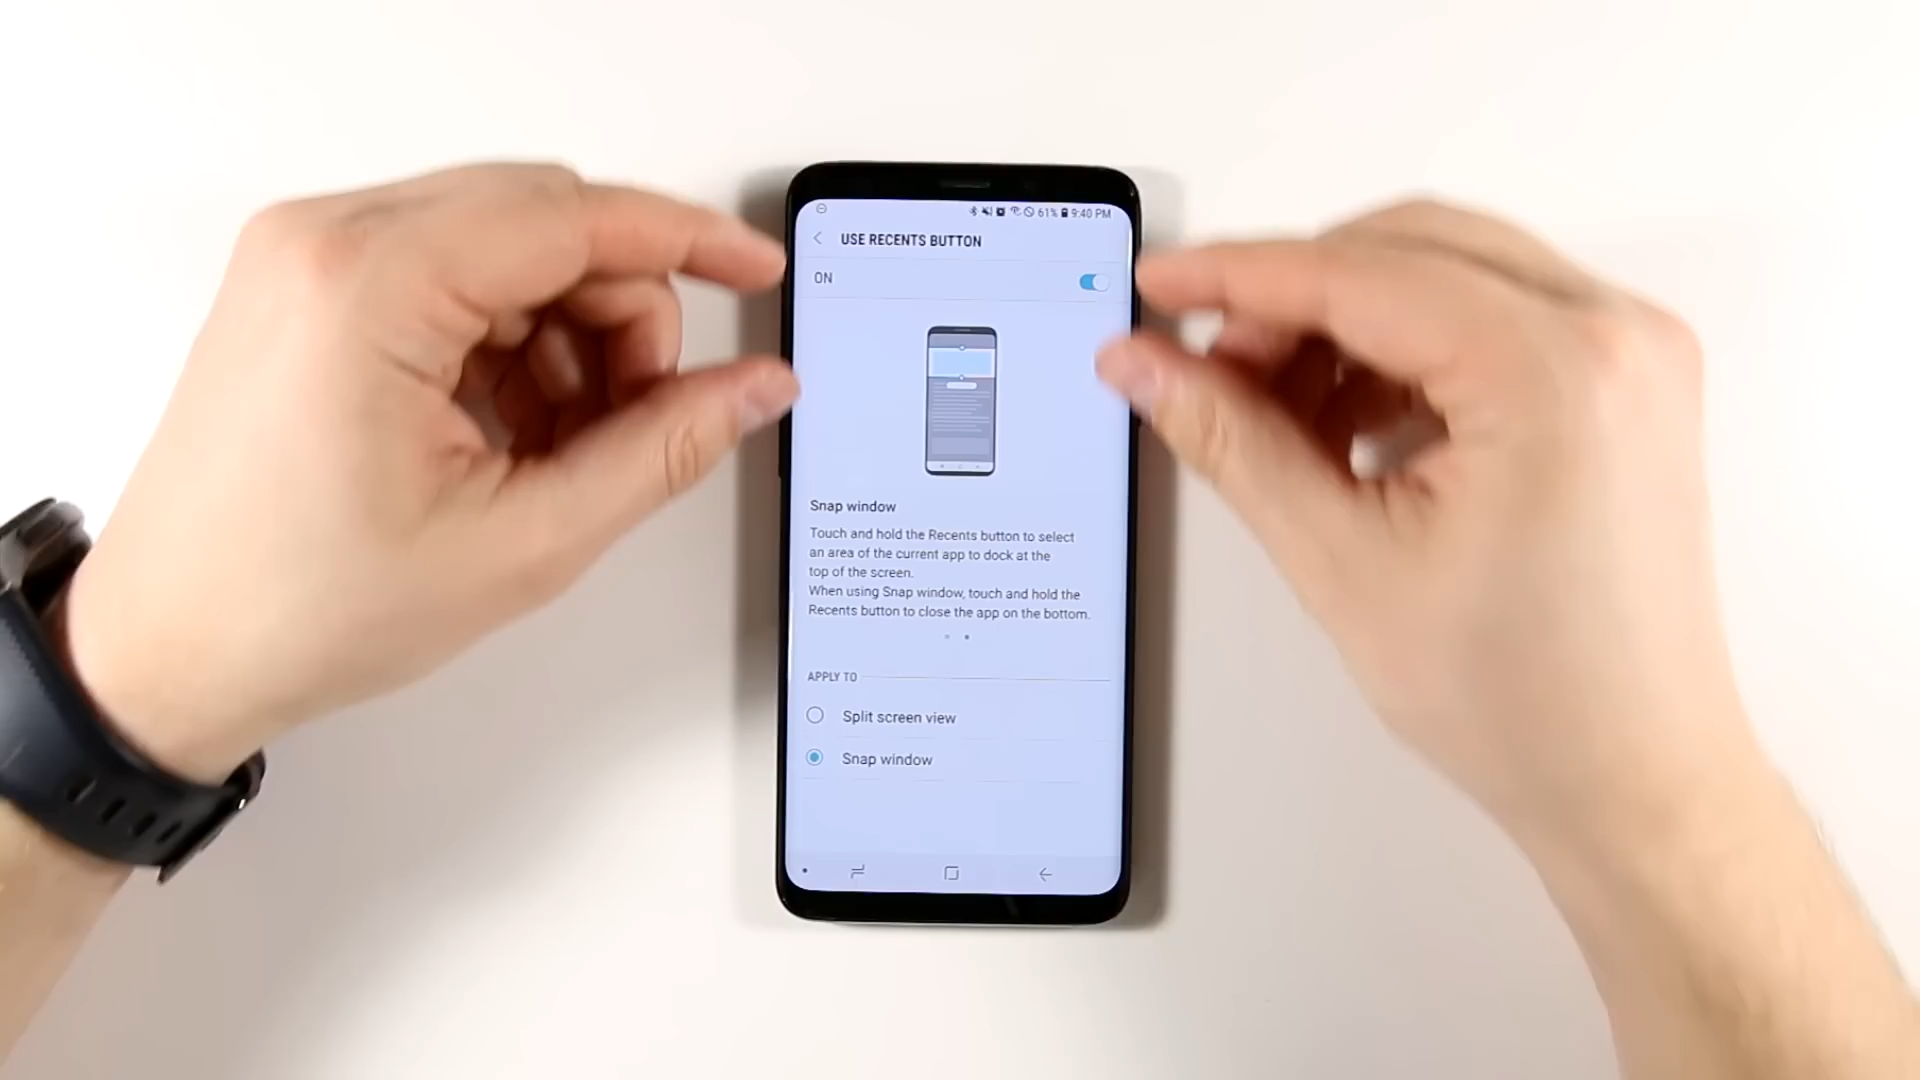 61% 9:40 PM
USE RECENTS BUTTON
ON
Snap window
Touch and hold the Recents button to select
an area of the current app to dock at the
top of the screen.
When using Snap window, touch and hold the
Recents button to close the app on the bottom.
APPLY TO
Split screen view
Snap window